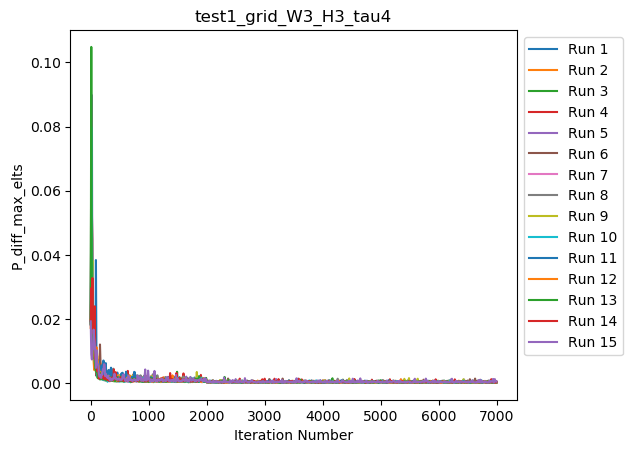 test1_grid_W3_H3_tau4
P_diff_max_elts
0.10
0.08
0.06
0.04
0.02
0.00
0
1000
2000
3000
4000
5000
6000
7000
Iteration Number
Run 1
Run 2
Run 3
Run 4
Run 5
Run 6
Run 7
Run 8
Run 9
Run 10
Run 11
Run 12
Run 13
Run 14
Run 15